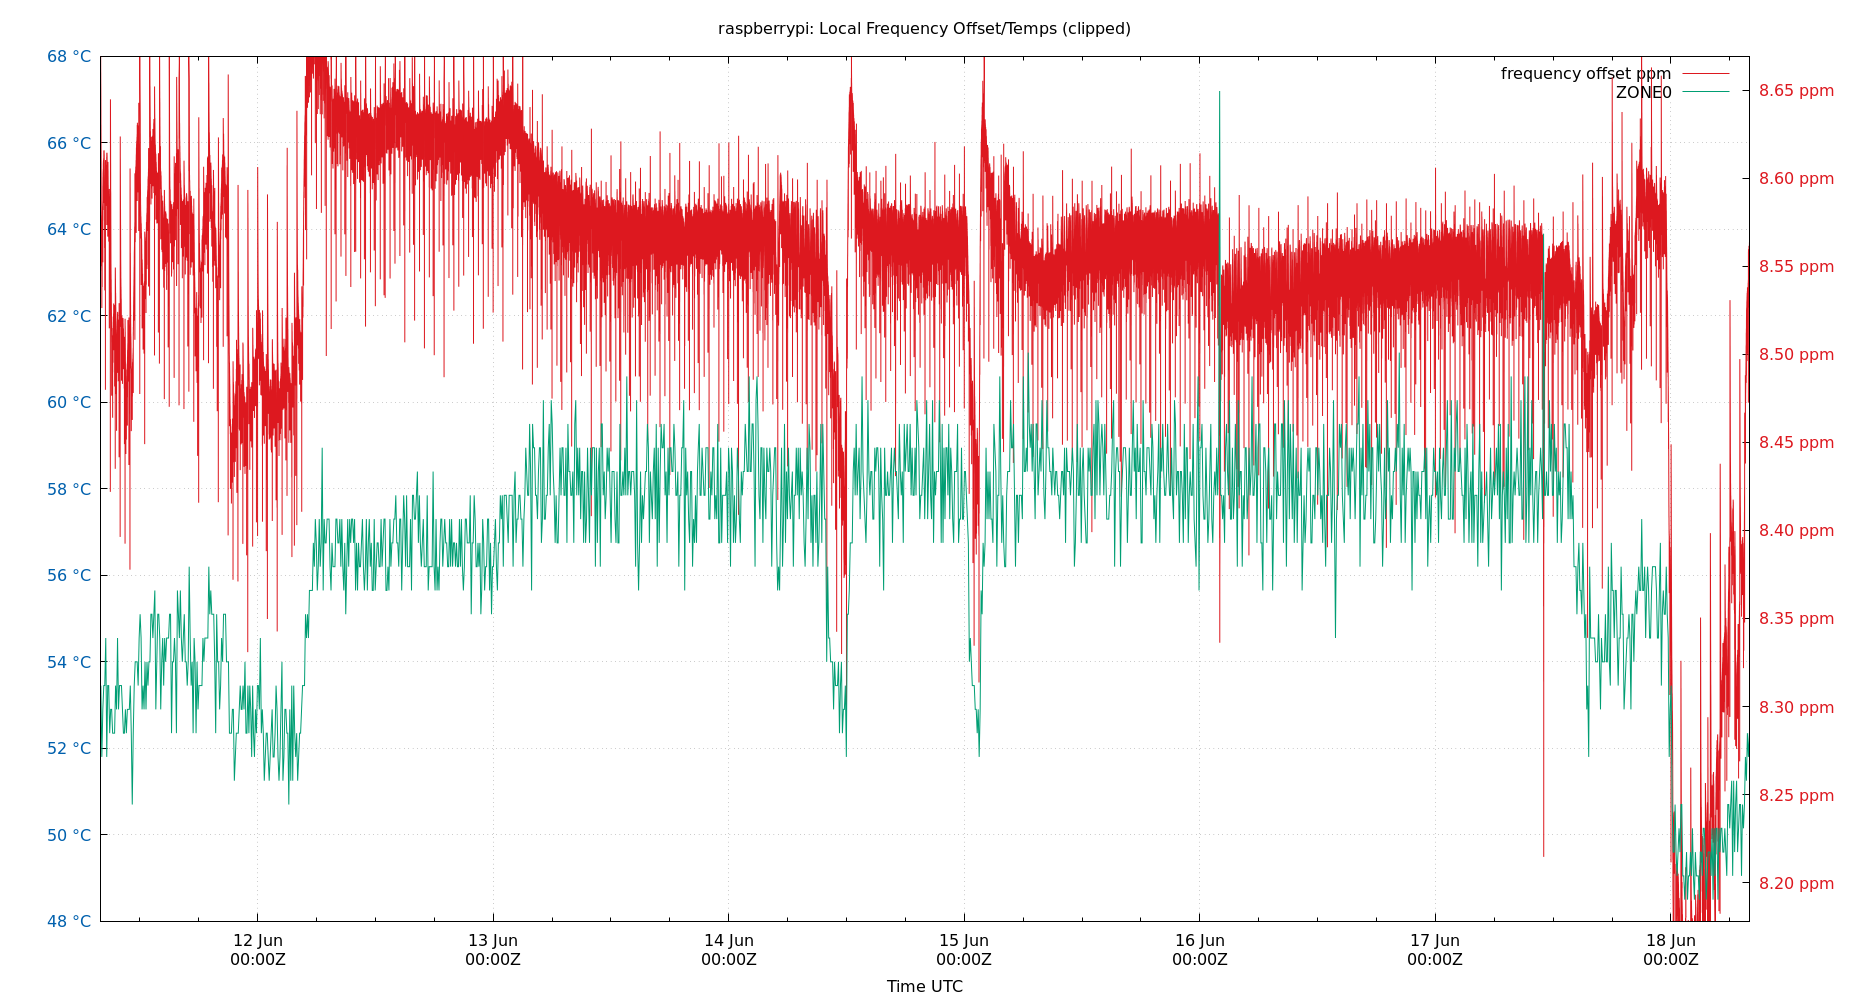 raspberrypi: Local Frequency Offset/Temps (clipped)
68 °C
66 °C
64 °C
62 °C
60 °C
58 °C
56 °C
54 °C
52 °C
50 °C
48 °C
frequency offset ppm
ZONE0
8.65 ppm
8.60 ppm
8.55 ppm
8.50 ppm
8.45 ppm
8.40 ppm
8.35 ppm
8.30 ppm
8.25 ppm
8.20 ppm
12 Jun
00:00Z
13 Jun
00:00Z
14 Jun
00:00Z
15 Jun
00:00Z
16 Jun
00:00Z
17 Jun
00:00Z
18 Jun
00:00Z
Time UTC